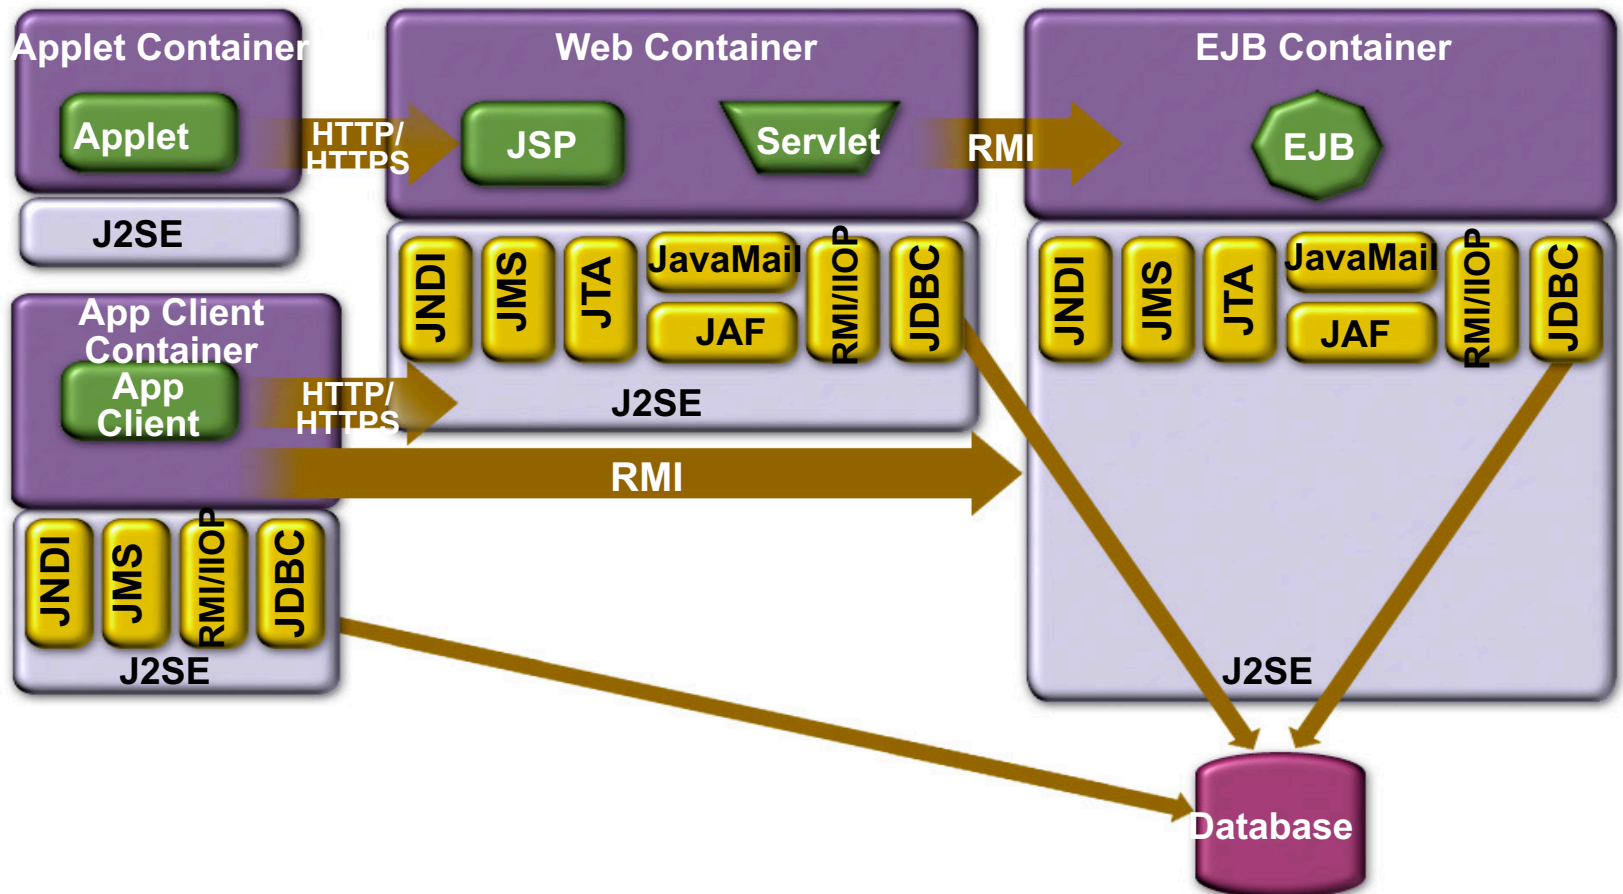 Applet Container
Applet
J2SE
HTTP/
HTTPS
Web Container
JSP
Servlet
JNDI
JMS
JTA
JavaMail
JAF
RMI/IIOP
JDBC
J2SE
RMI
EJB Container
EJB
JNDI
JMS
JTA
JavaMail
JAF
RMI/IIOP
JDBC
J2SE
App Client
Container
App
Client
HTTP/
HTTPS
RMI
JNDI
JMS
RMI/IIOP
JDBC
J2SE
Database